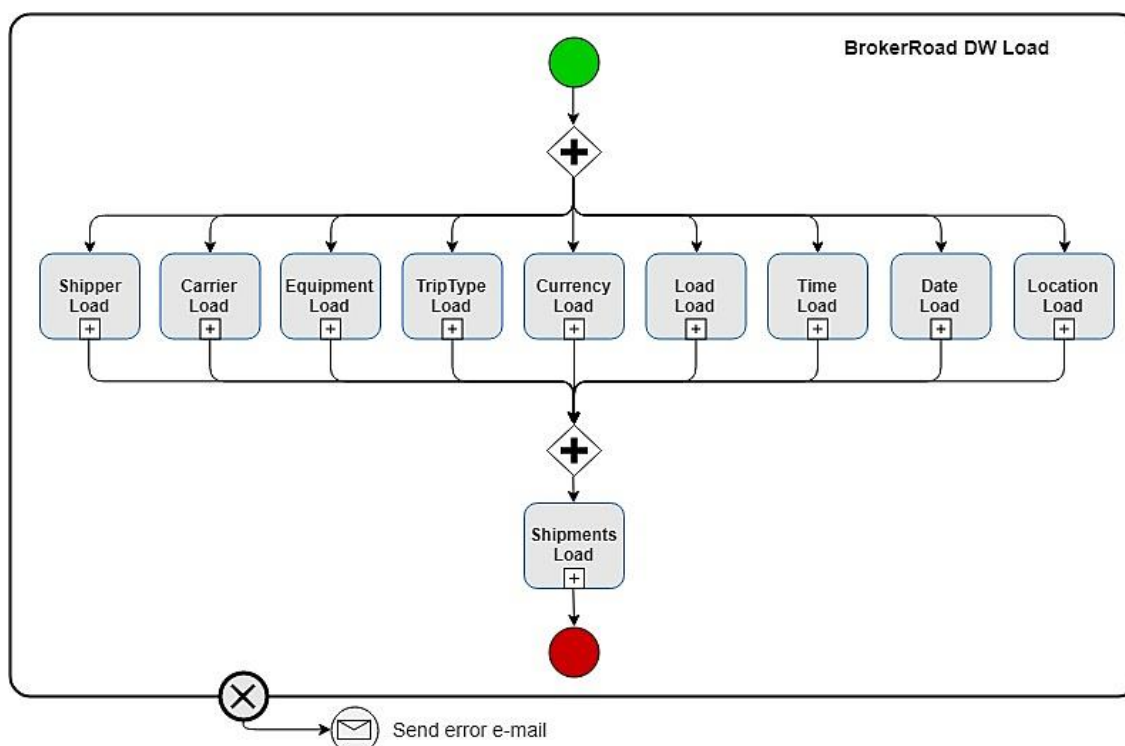 BrokerRoad DW Load
Shipper
Load
Carrier
Load
Equipment
Load
TripType
Load
Currency
Load
Load
Load
Time
Load
Date
Load
Location
Load
Shipments
Load
Send error e-mail